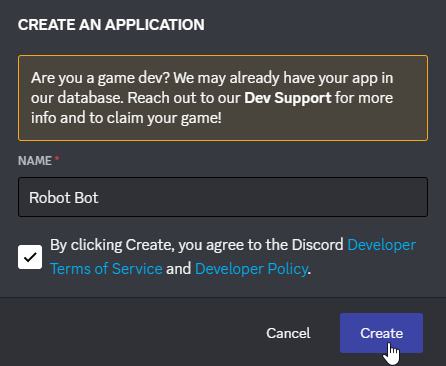 CREATE AN APPLICATION
Are you a game dev? We may already have your app in
our database. Reach out to our Dev Support for more
info and to claim your game!
NAME *
Robot Bot
By clicking Create, you agree to the Discord Developer
Terms of Service and Developer Policy.
Cancel
Create